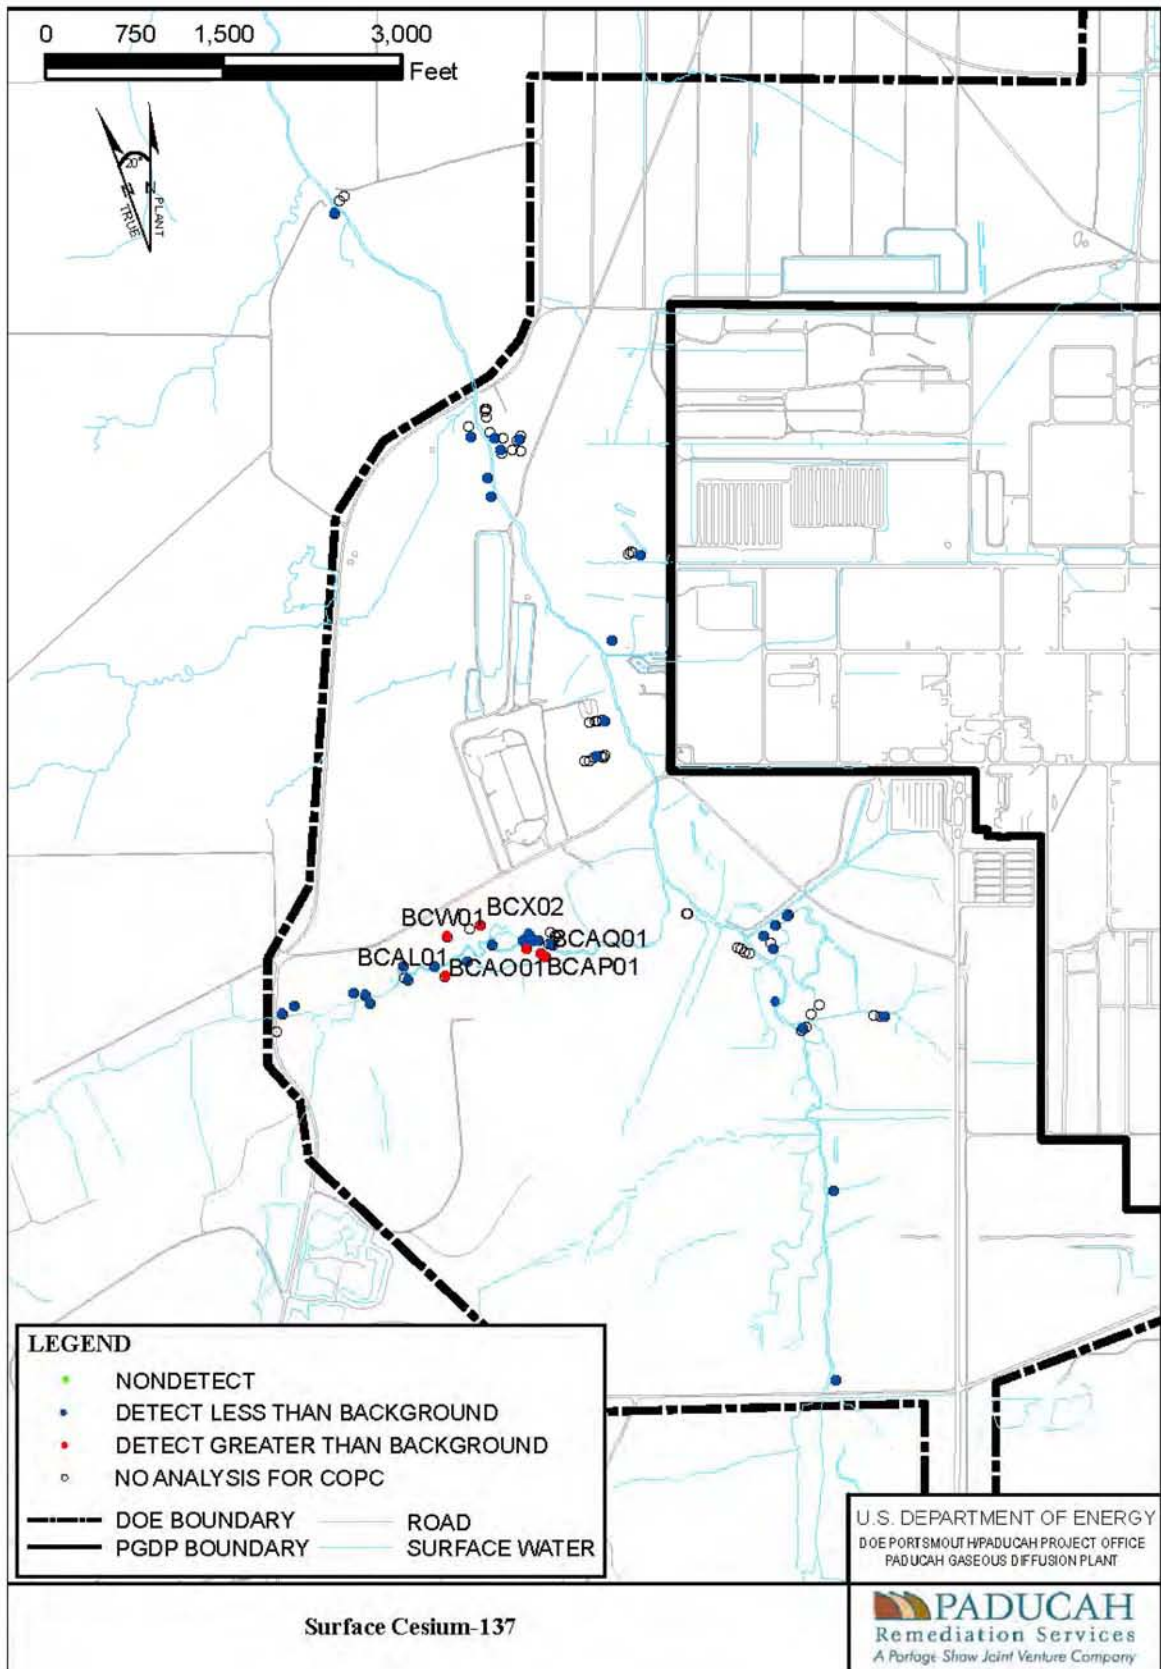 0 750 1,500 3,000
Feet
20°
TRUE N
PLANT N
BCX02
BCW01
BCAQ01
BCAL01
BCAO01
BCAP01
LEGEND
NONDETECT
DETECT LESS THAN BACKGROUND
DETECT GREATER THAN BACKGROUND
NO ANALYSIS FOR COPC
DOE BOUNDARY
ROAD
PGDP BOUNDARY
SURFACE WATER
U.S. DEPARTMENT OF ENERGY
DOE PORTSMOUTH/PADUCAH PROJECT OFFICE
PADUCAH GASEOUS DIFFUSION PLANT
Surface Cesium-137
PADUCAH
Remediation Services
A Portage Shaw Joint Venture Company